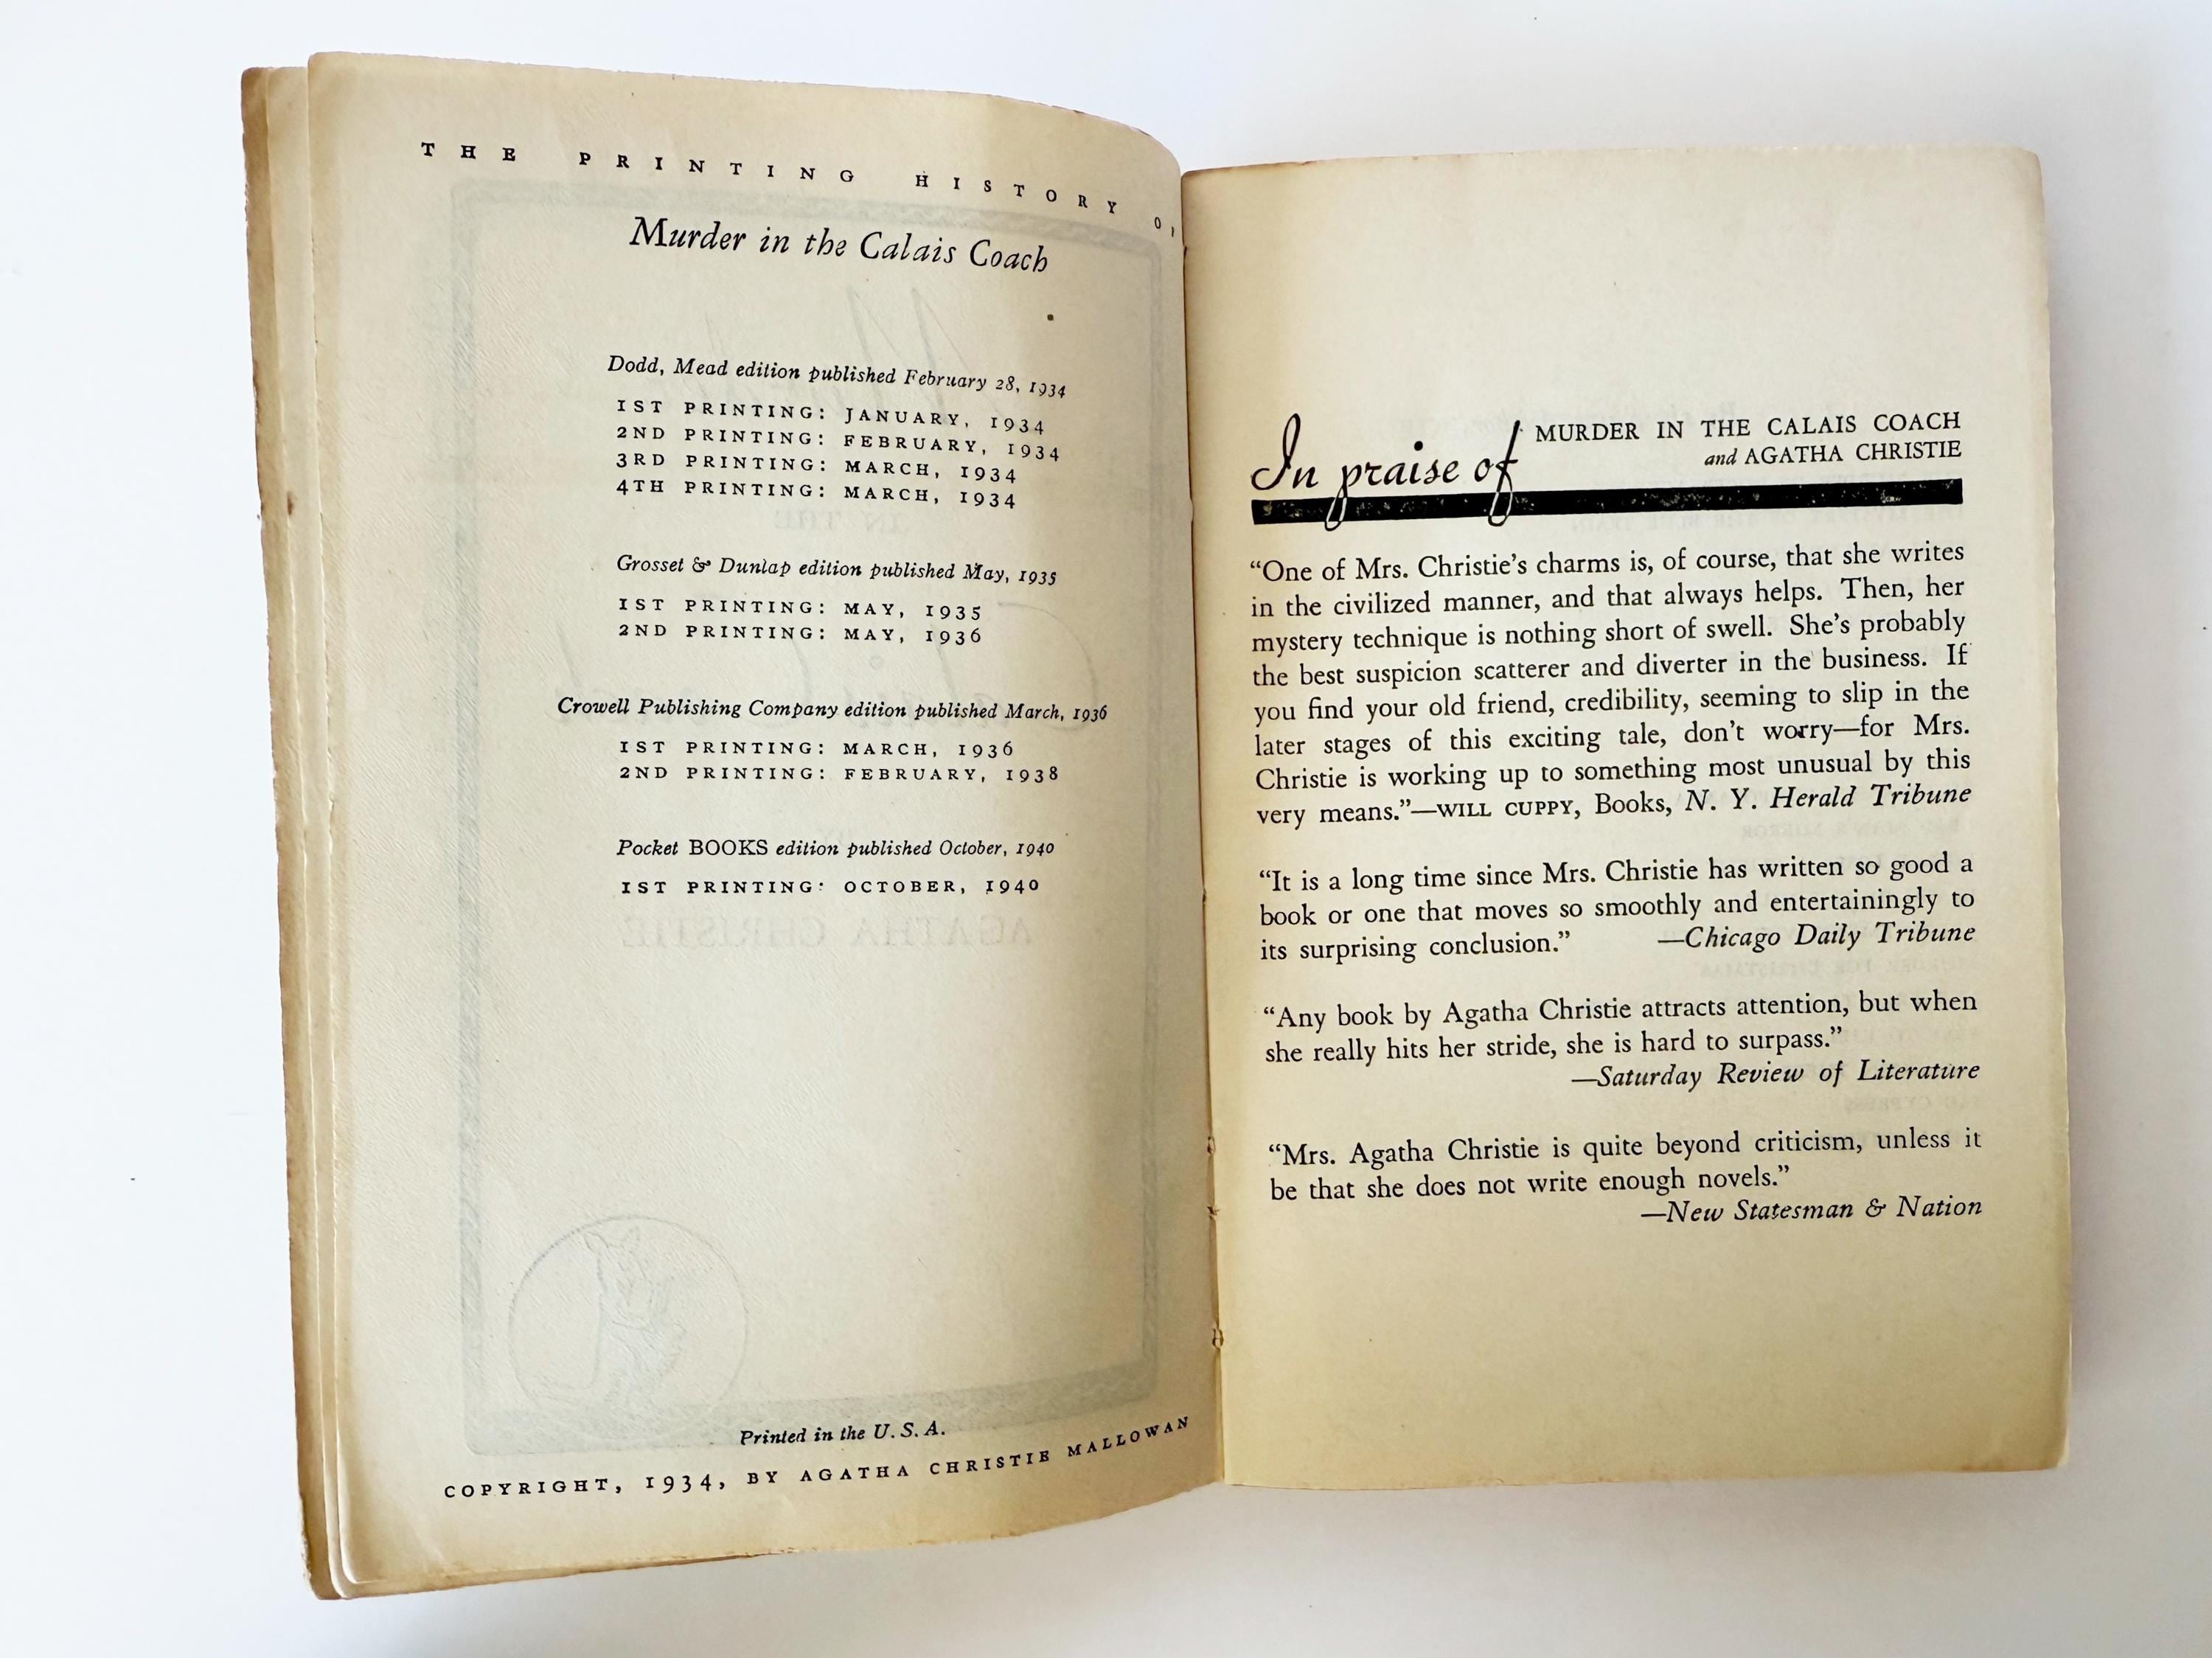 THE PRINTING HISTORY
Murder in the Calais Coach
Dodd, Mead edition published February 28, 1934
1ST PRINTING: JANUARY, 1934
2ND PRINTING: FEBRUARY, 1934
3RD PRINTING: MARCH, 1934
4TH PRINTING: MARCH, 1934
Grosset & Dunlap edition published May, 1935
1ST PRINTING: MAY, 1935
2ND PRINTING: MAY, 1936
Crowell Publishing Company edition published March, 1936
1ST PRINTING: MARCH, 1936
2ND PRINTING: FEBRUARY, 1938
Pocket BOOKS edition published October, 1940
1ST PRINTING: OCTOBER, 1940
Printed in the U.S.A.
COPYRIGHT, 1934, BY AGATHA CHRISTIE MALLOWAN
In praise of MURDER IN THE CALAIS COACH
and AGATHA CHRISTIE
“One of Mrs. Christie’s charms is, of course, that she writes
in the civilized manner, and that always helps. Then, her
mystery technique is nothing short of swell. She’s probably
the best suspicion scatterer and diverter in the business. If
you find your old friend, credibility, seeming to slip in the
later stages of this exciting tale, don’t worry—for Mrs.
Christie is working up to something most unusual by this
very means.”—WILL CUPPY, Books, N. Y. Herald Tribune
“It is a long time since Mrs. Christie has written so good a
book or one that moves so smoothly and entertainingly to
its surprising conclusion.” —Chicago Daily Tribune
“Any book by Agatha Christie attracts attention, but when
she really hits her stride, she is hard to surpass.”
—Saturday Review of Literature
“Mrs. Agatha Christie is quite beyond criticism, unless it
be that she does not write enough novels.”
—New Statesman & Nation